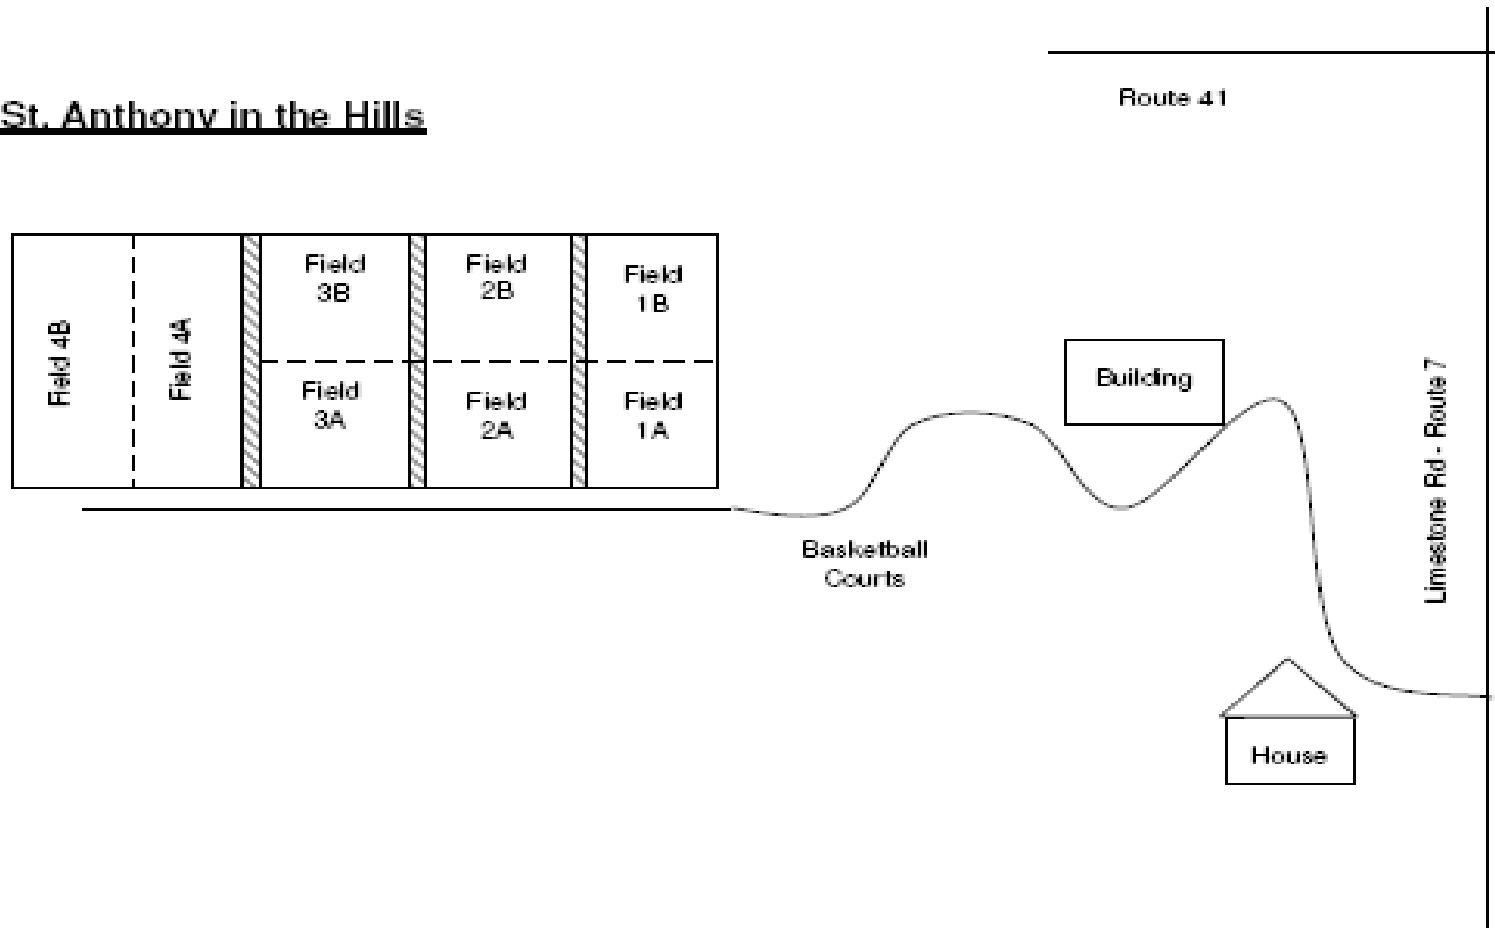 Route 41
St. Anthony in the Hills
Field 4B
Field 4A
Field
3B
Field
2B
Field
1B
Field
3A
Field
2A
Field
1A
Building
Limestone Rd - Route 7
Basketball
Courts
House